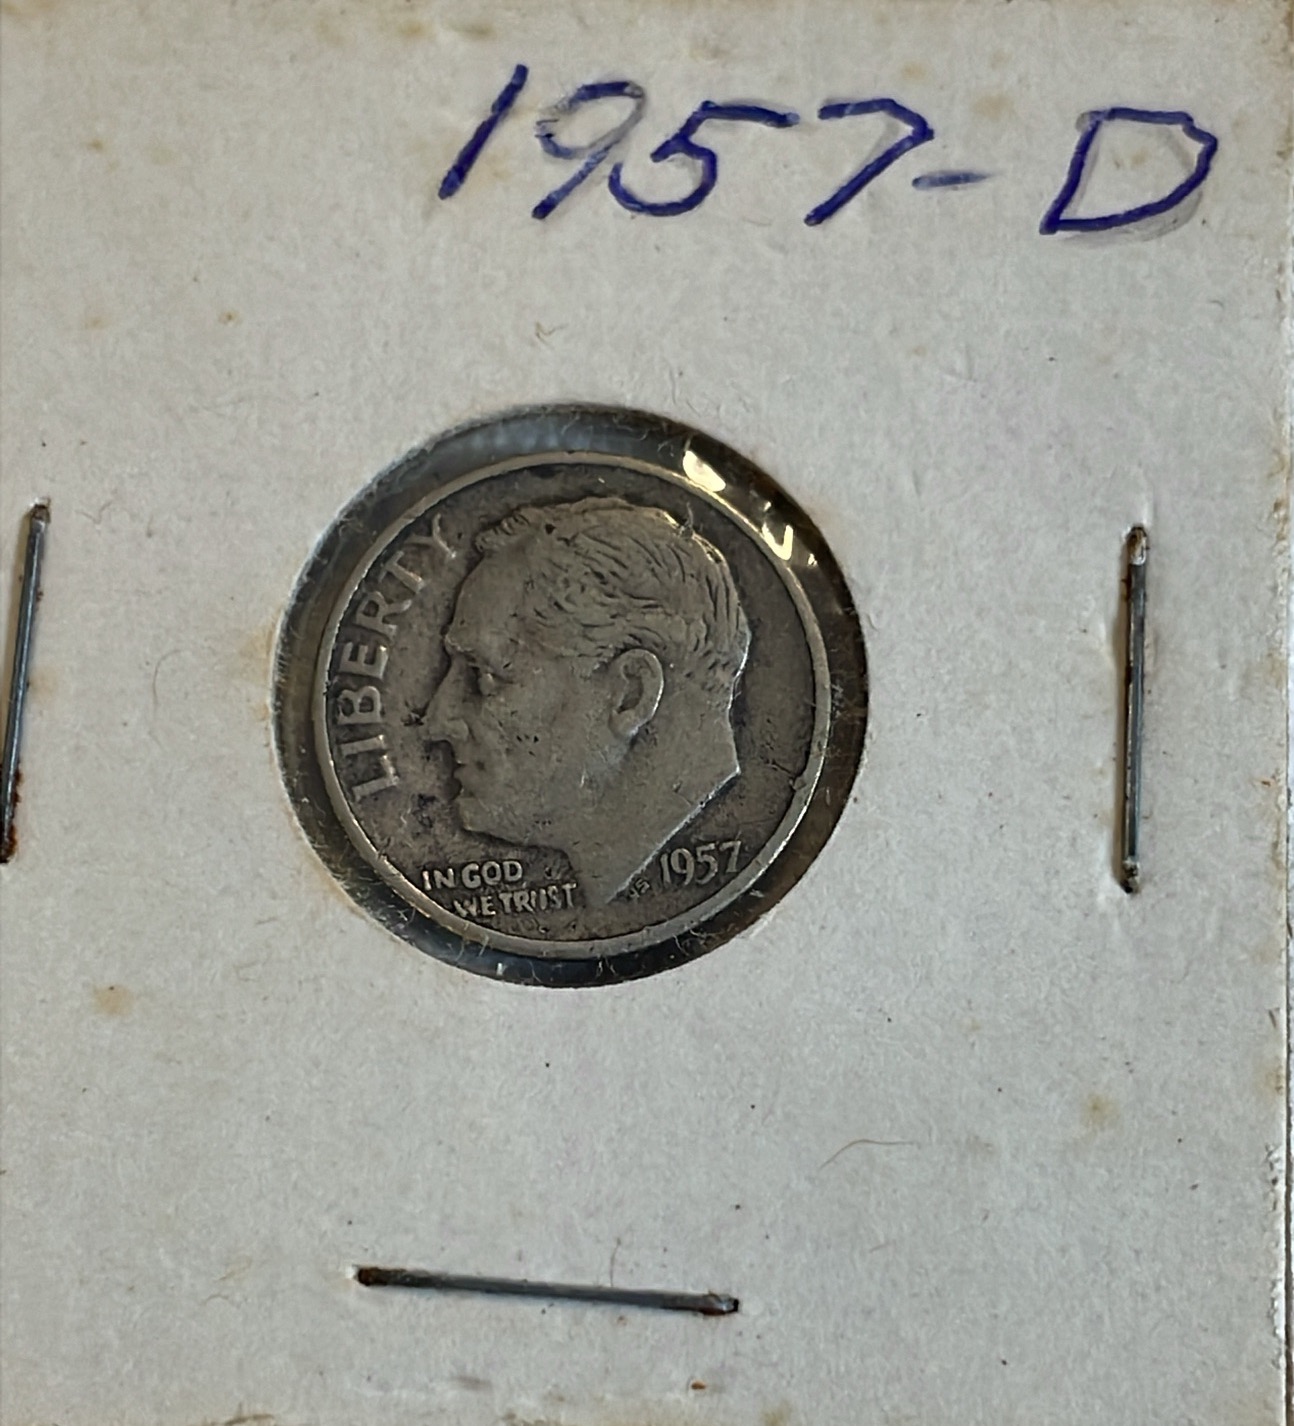 1957-D
LIBERTY
IN GOD
WE TRUST
JS
1957